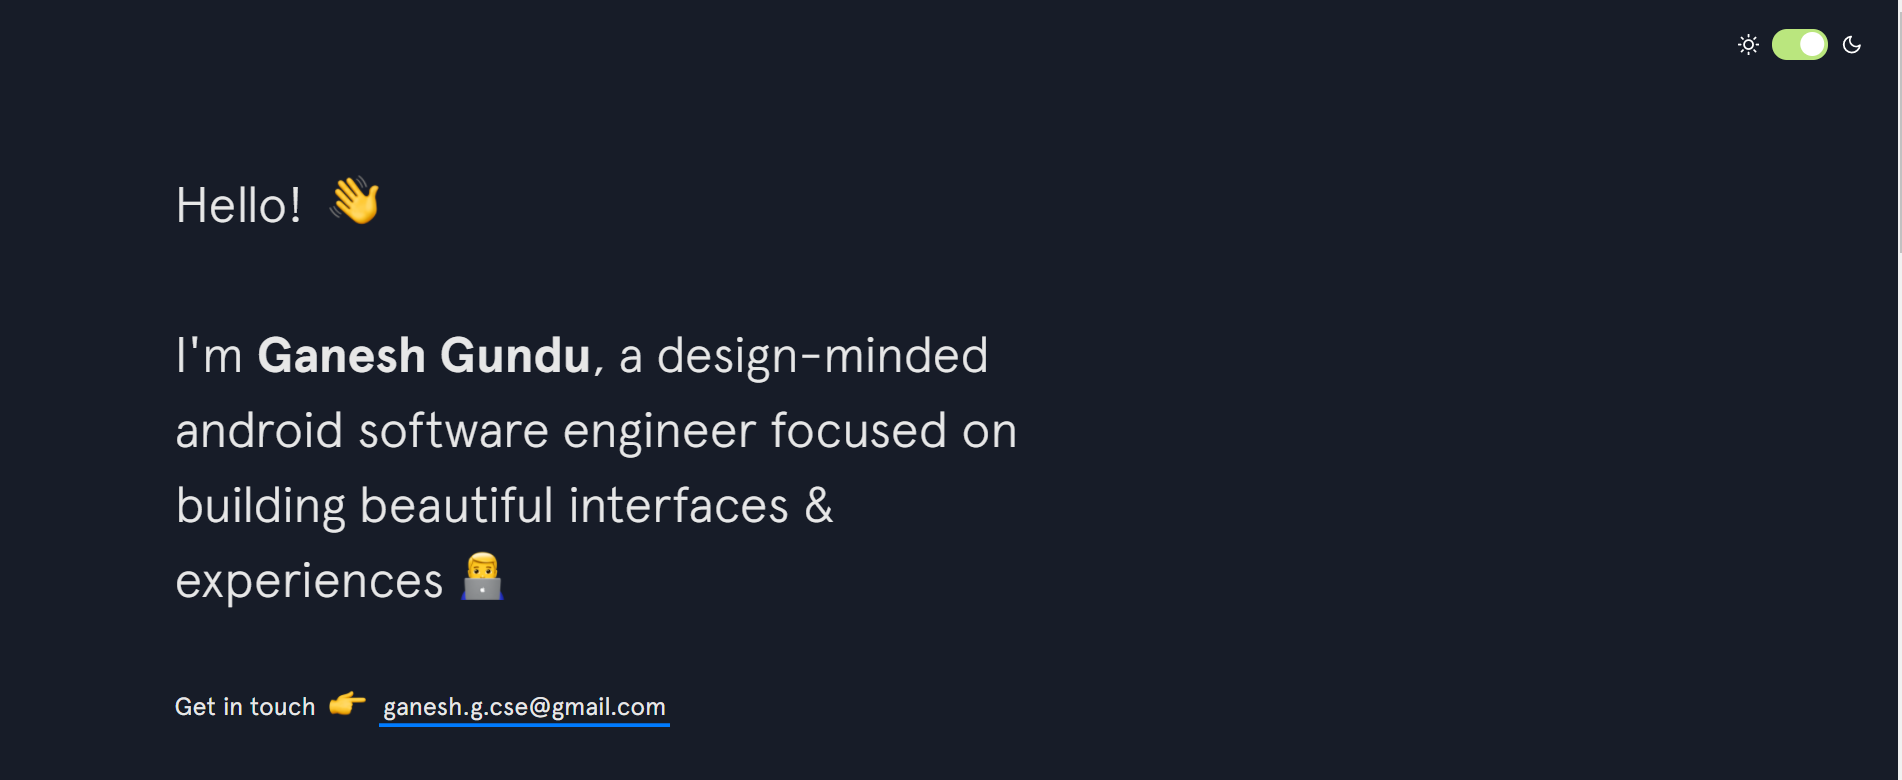 Hello! 👋
I'm Ganesh Gundu, a design-minded
android software engineer focused on
building beautiful interfaces &
experiences 👨‍💻
Get in touch 👉 ganesh.g.cse@gmail.com